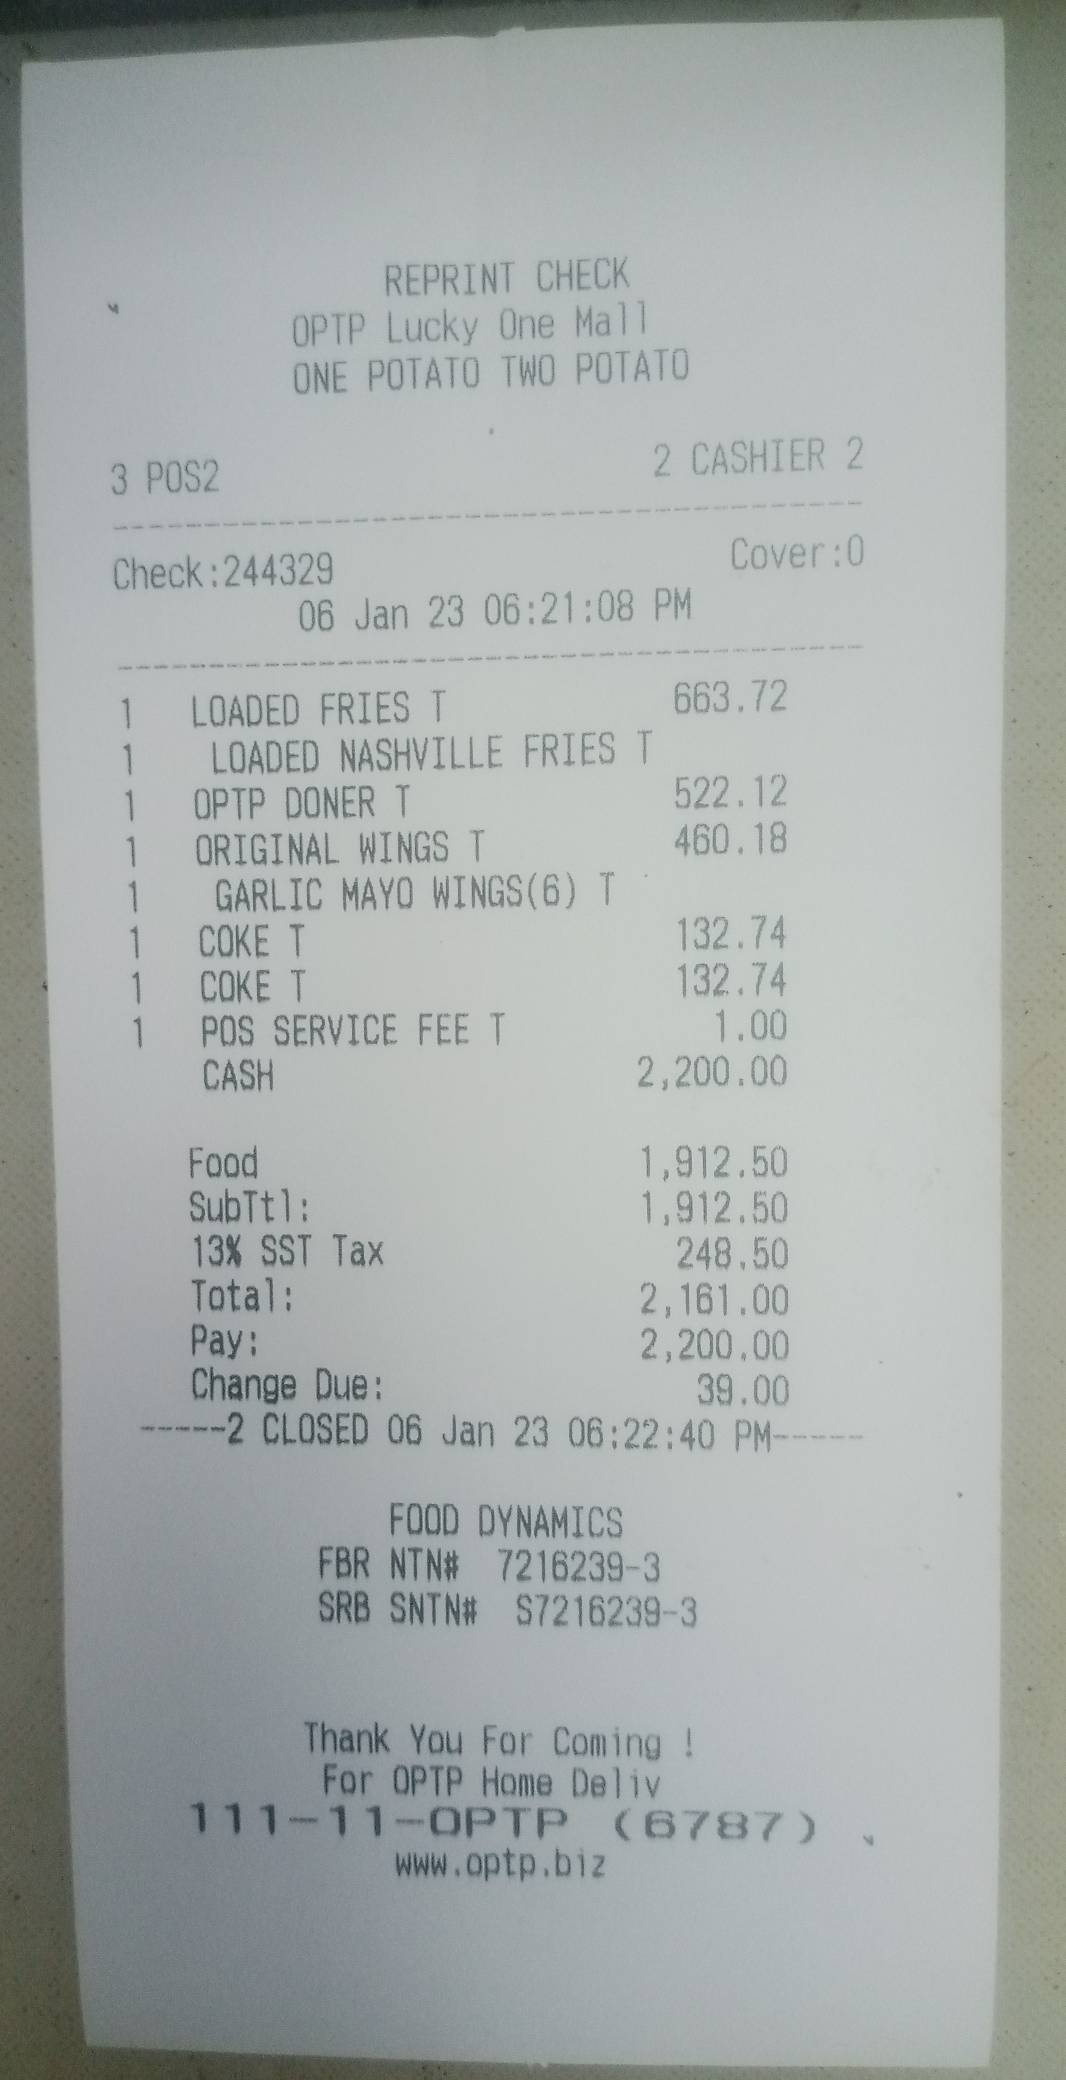 REPRINT CHECK
OPTP Lucky One Mall
ONE POTATO TWO POTATO
3 POS2 2 CASHIER 2
Check:244329 Cover:0
06 Jan 23 06:21:08 PM
1 LOADED FRIES T 663.72
1 LOADED NASHVILLE FRIES T
1 OPTP DONER T 522.12
1 ORIGINAL WINGS T 460.18
1 GARLIC MAYO WINGS(6) T
1 COKE T 132.74
1 COKE T 132.74
1 POS SERVICE FEE T 1.00
CASH 2,200.00
Food 1,912.50
SubTtl: 1,912.50
13% SST Tax 248.50
Total: 2,161.00
Pay: 2,200.00
Change Due: 39.00
-----2 CLOSED 06 Jan 23 06:22:40 PM-----
FOOD DYNAMICS
FBR NTN# 7216239-3
SRB SNTN# S7216239-3
Thank You For Coming !
For OPTP Home Deliv
111-11-OPTP (6787)
www.optp.biz